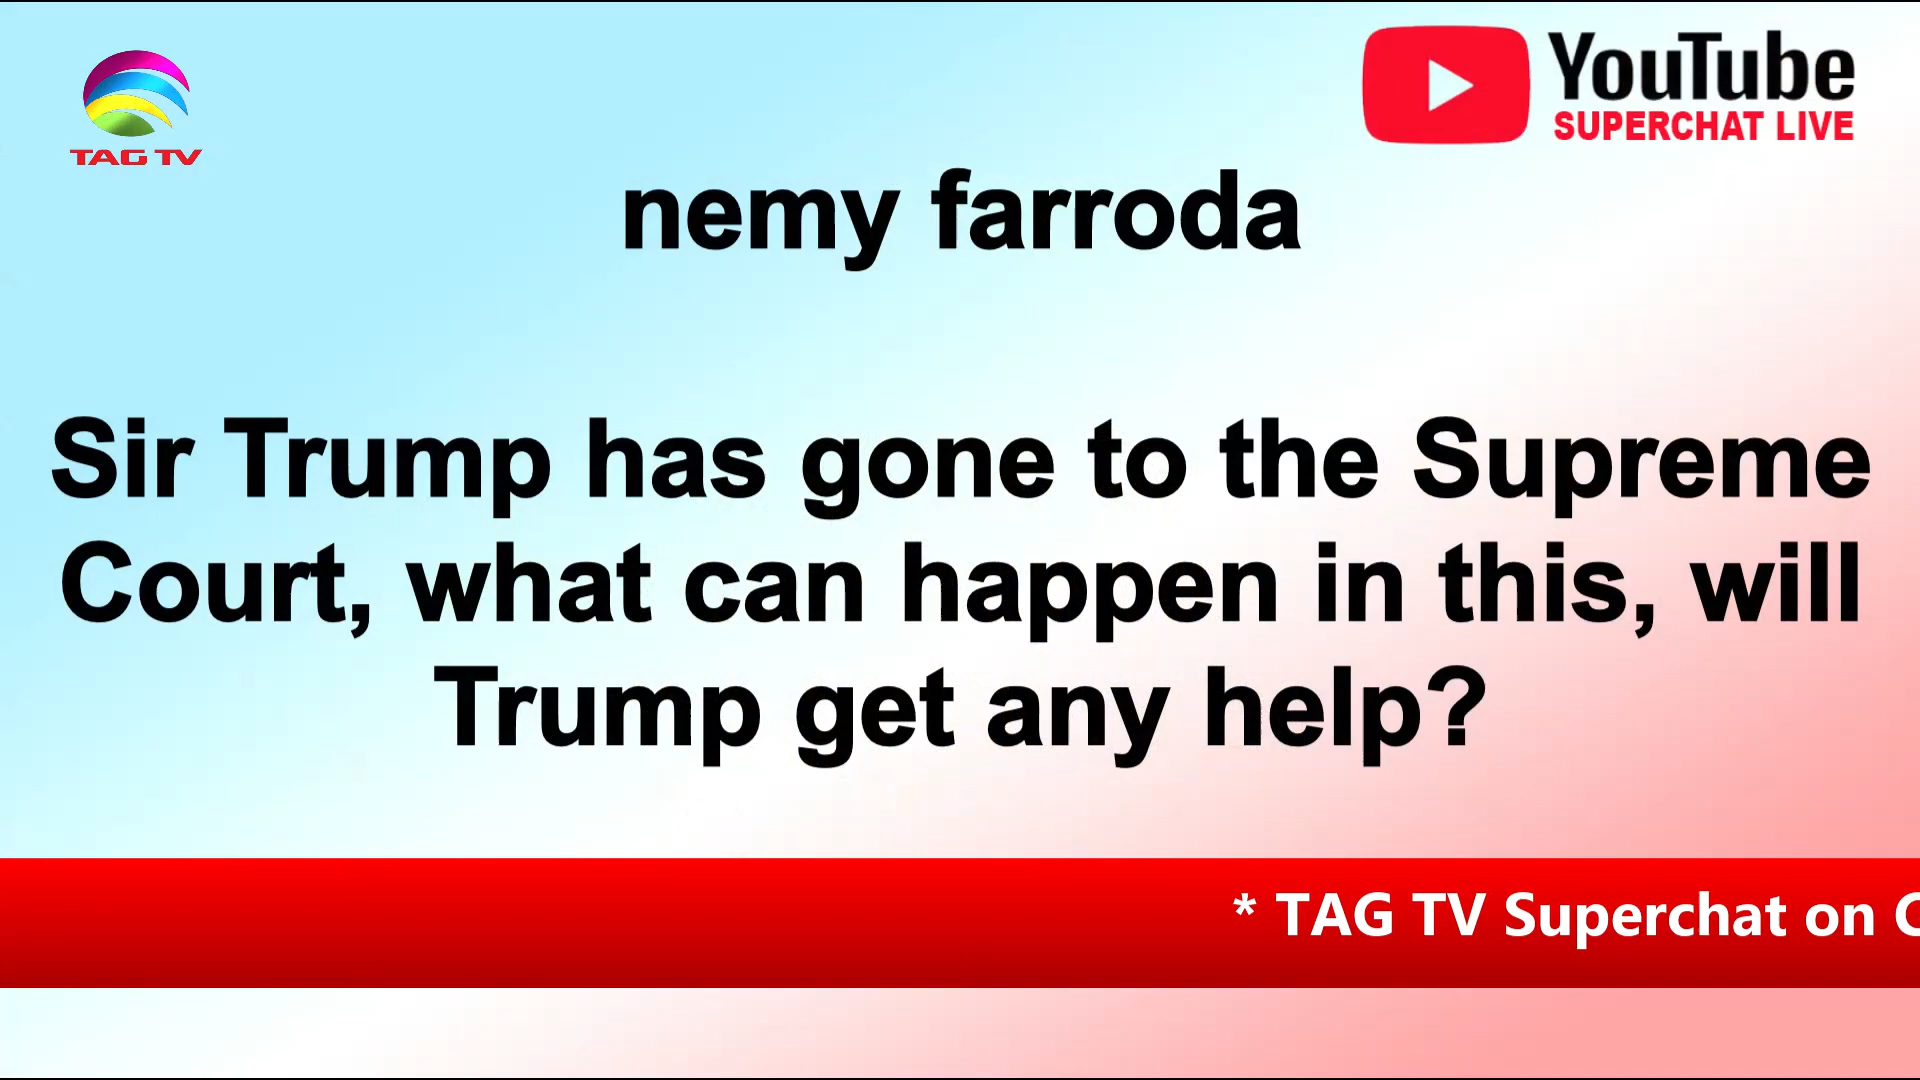 TAG TV
YouTube
SUPERCHAT LIVE
nemy farroda
Sir Trump has gone to the Supreme
Court, what can happen in this, will
Trump get any help?
* TAG TV Superchat on